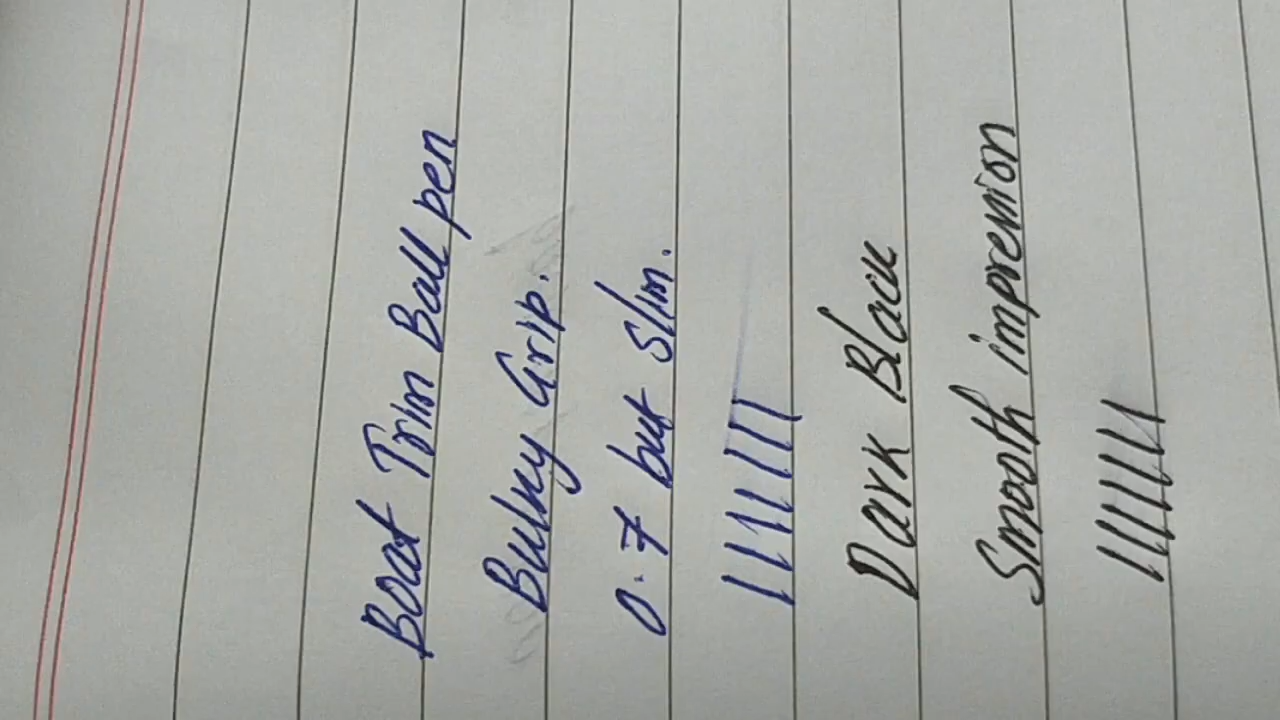 Boat Trim Ball pen
Bulky Grip.
0.7 but slim.
Dark Black
Smooth impression